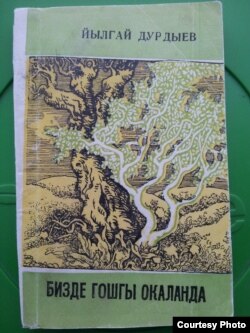 ЙЫЛГАЙ ДУРДЫЕВ
БИЗДЕ ГОШГЫ ОКАЛАНДА
Courtesy Photo